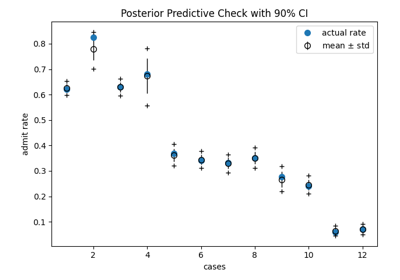 Posterior Predictive Check with 90% CI
actual rate
mean ± std
0.8
0.7
0.6
0.5
0.4
0.3
0.2
0.1
admit rate
2 4 6 8 10 12
cases